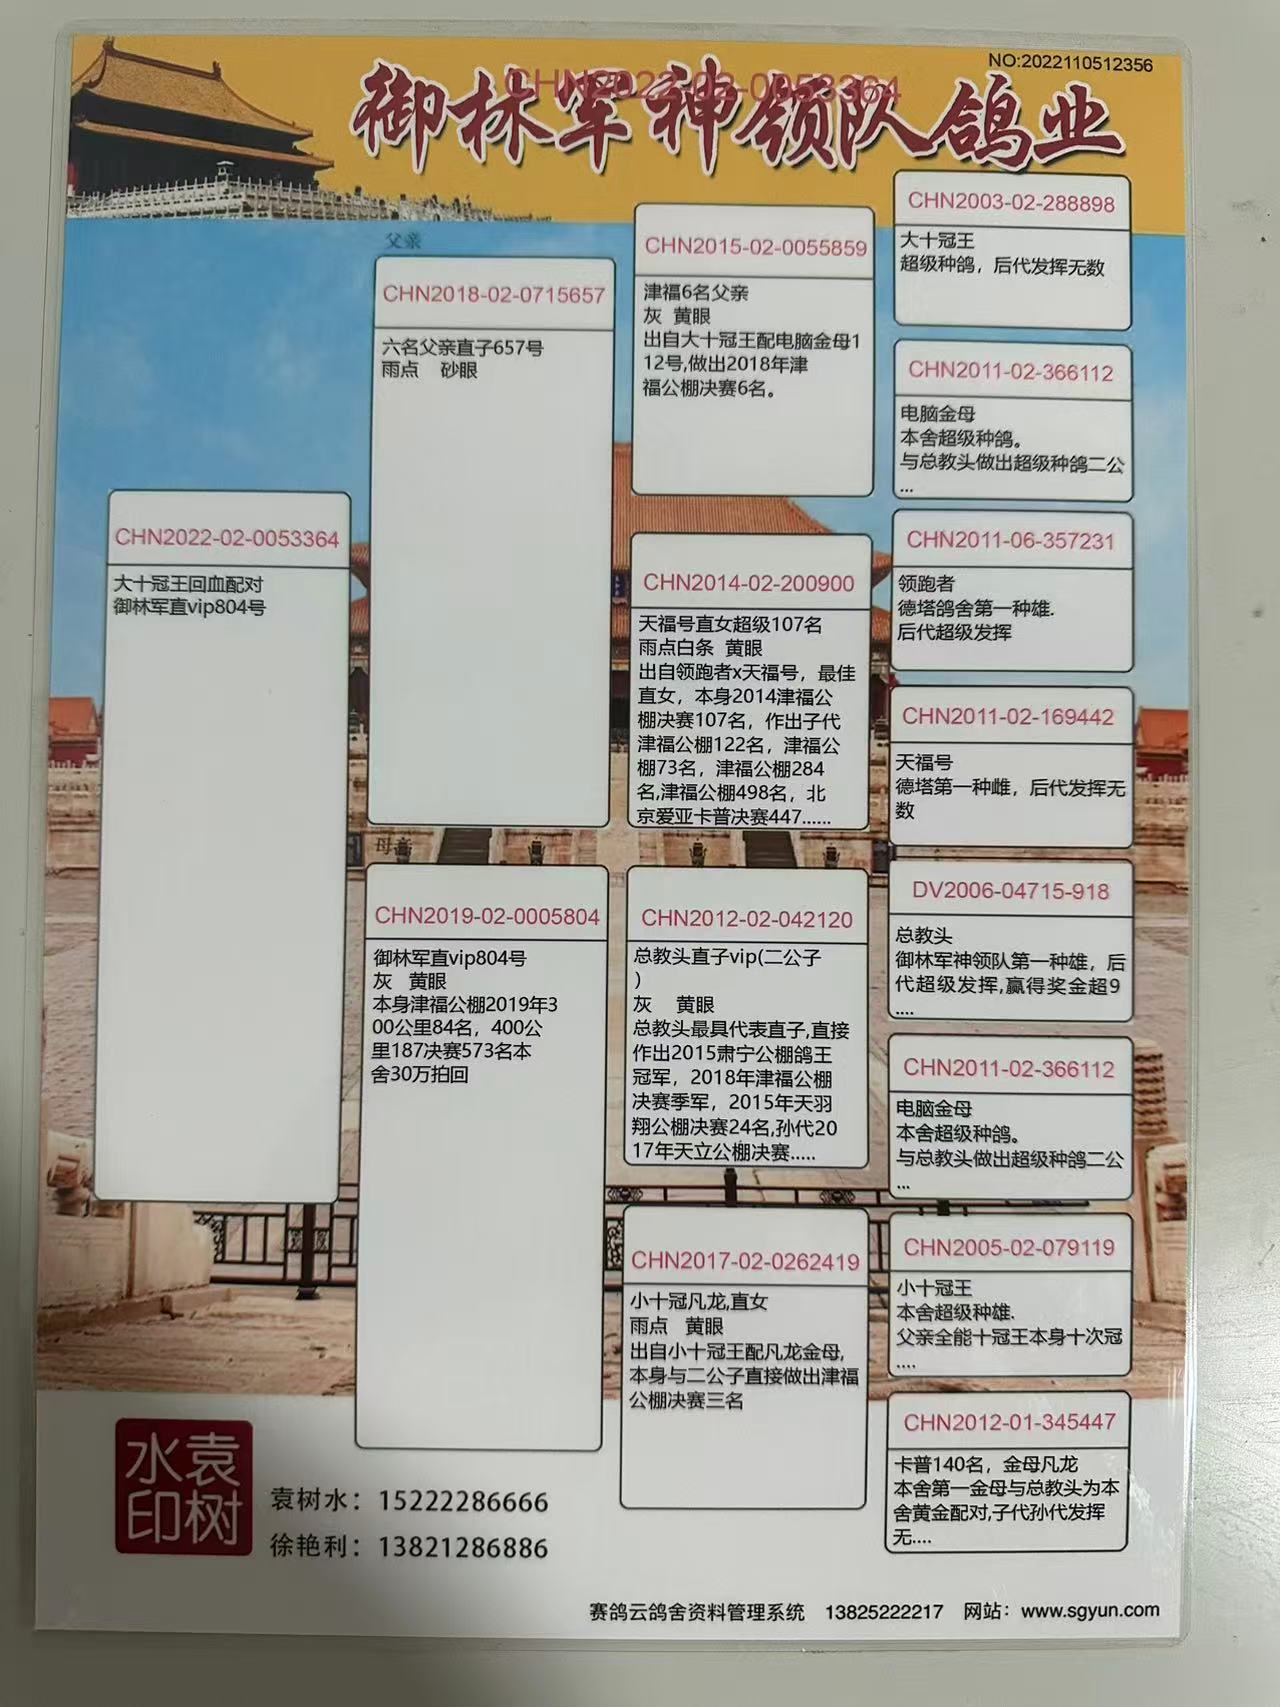 NO:2022110512356
CHN2022-02-0053364
御林军神领队鸽业
父亲
CHN2022-02-0053364
大十冠王回血配对
御林军直vip804号
CHN2018-02-0715657
六名父亲直子657号
雨点 砂眼
母亲
CHN2019-02-0005804
御林军直vip804号
灰 黄眼
本身津福公棚2019年3
00公里84名，400公
里187决赛573名本
舍30万拍回
CHN2015-02-0055859
津福6名父亲
灰 黄眼
出自大十冠王配电脑金母1
12号,做出2018年津
福公棚决赛6名。
CHN2014-02-200900
天福号直女超级107名
雨点白条 黄眼
出自领跑者x天福号，最佳
直女，本身2014津福公
棚决赛107名，作出子代
津福公棚122名，津福公
棚73名，津福公棚284
名,津福公棚498名，北
京爱亚卡普决赛447......
CHN2012-02-042120
总教头直子vip(二公子
)
灰 黄眼
总教头最具代表直子,直接
作出2015肃宁公棚鸽王
冠军，2018年津福公棚
决赛季军，2015年天羽
翔公棚决赛24名,孙代20
17年天立公棚决赛.....
CHN2017-02-0262419
小十冠凡龙,直女
雨点 黄眼
出自小十冠王配凡龙金母,
本身与二公子直接做出津福
公棚决赛三名
CHN2003-02-288898
大十冠王
超级种鸽，后代发挥无数
CHN2011-02-366112
电脑金母
本舍超级种鸽。
与总教头做出超级种鸽二公
...
CHN2011-06-357231
领跑者
德塔鸽舍第一种雄.
后代超级发挥
CHN2011-02-169442
天福号
德塔第一种雌，后代发挥无
数
DV2006-04715-918
总教头
御林军神领队第一种雄，后
代超级发挥,赢得奖金超9
....
CHN2011-02-366112
电脑金母
本舍超级种鸽。
与总教头做出超级种鸽二公
...
CHN2005-02-079119
小十冠王
本舍超级种雄.
父亲全能十冠王本身十次冠
....
CHN2012-01-345447
卡普140名，金母凡龙
本舍第一金母与总教头为本
舍黄金配对,子代孙代发挥
无....
袁树水印
袁树水：15222286666
徐艳利：13821286886
赛鸽云鸽舍资料管理系统 13825222217 网站：www.sgyun.com